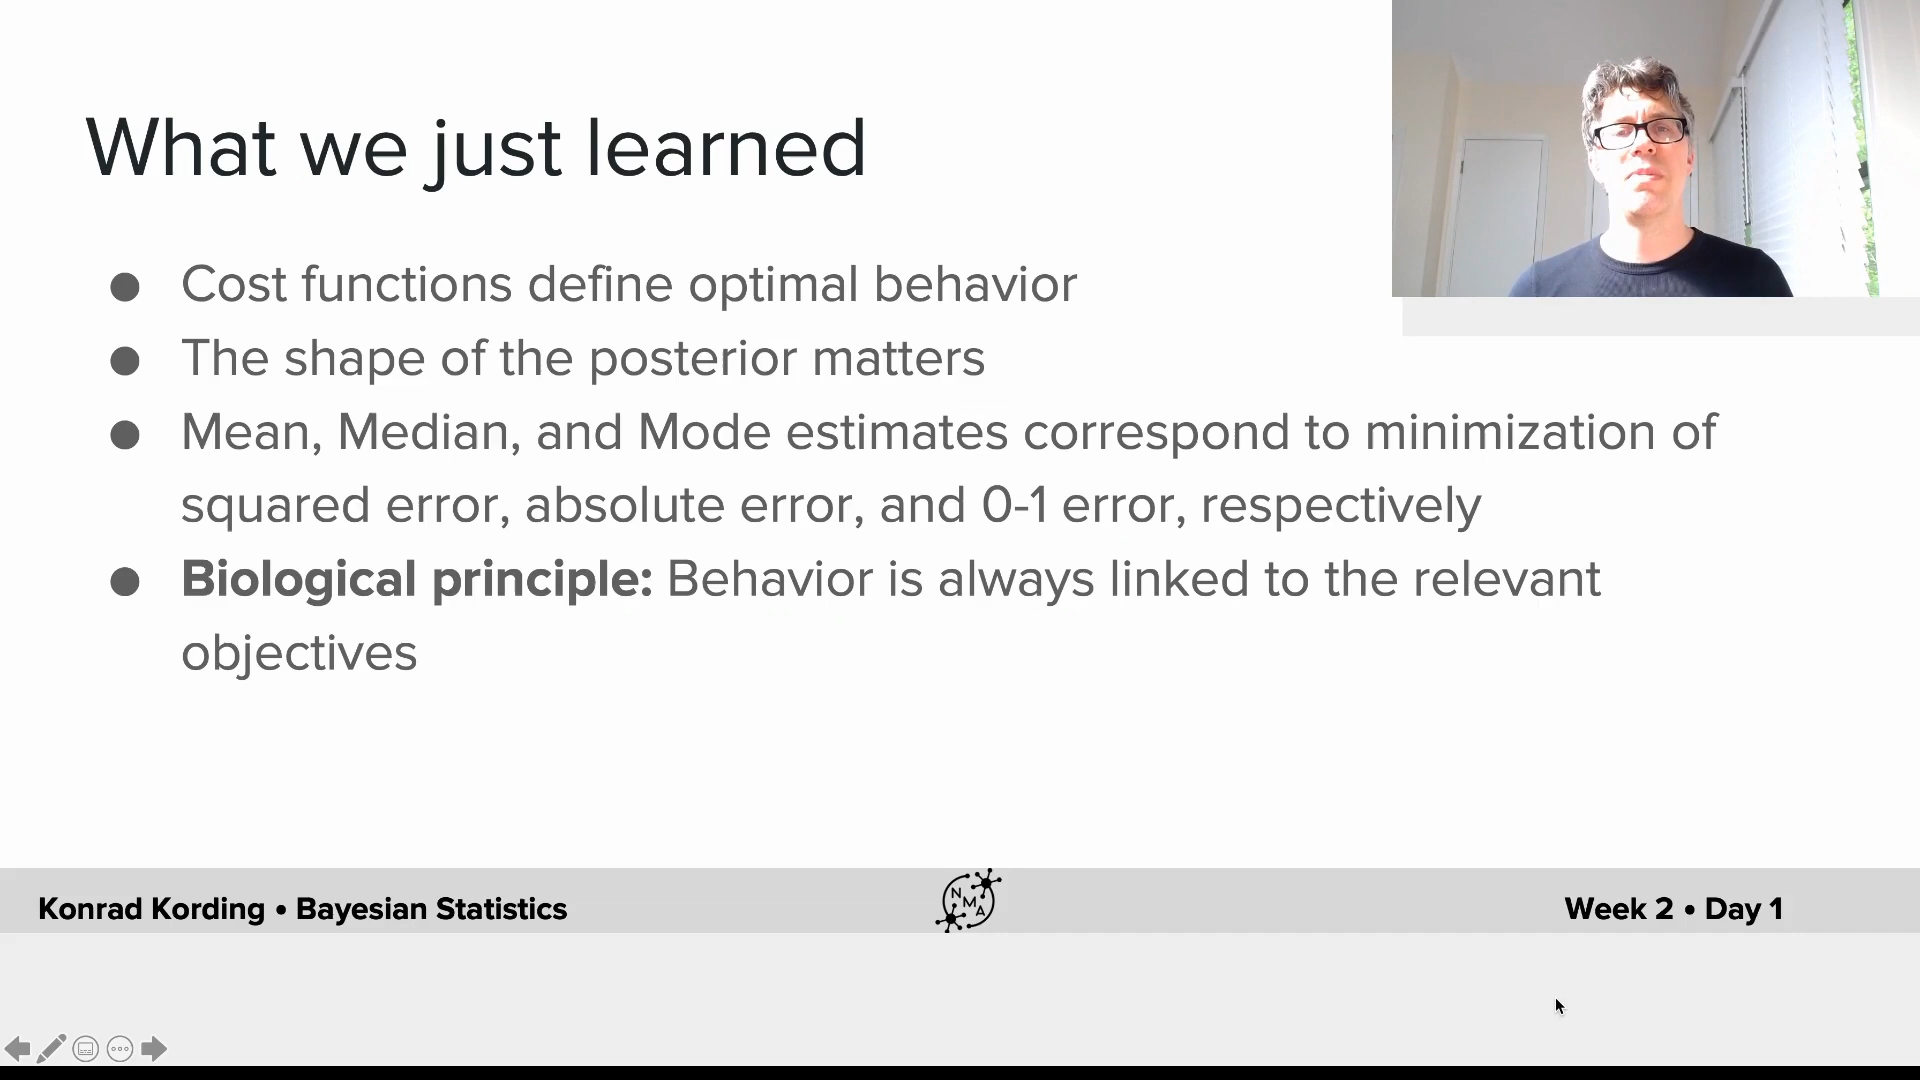 What we just learned
● Cost functions define optimal behavior
● The shape of the posterior matters
● Mean, Median, and Mode estimates correspond to minimization of
squared error, absolute error, and 0-1 error, respectively
● Biological principle: Behavior is always linked to the relevant
objectives
Konrad Kording • Bayesian Statistics
N
M
A
Week 2 • Day 1